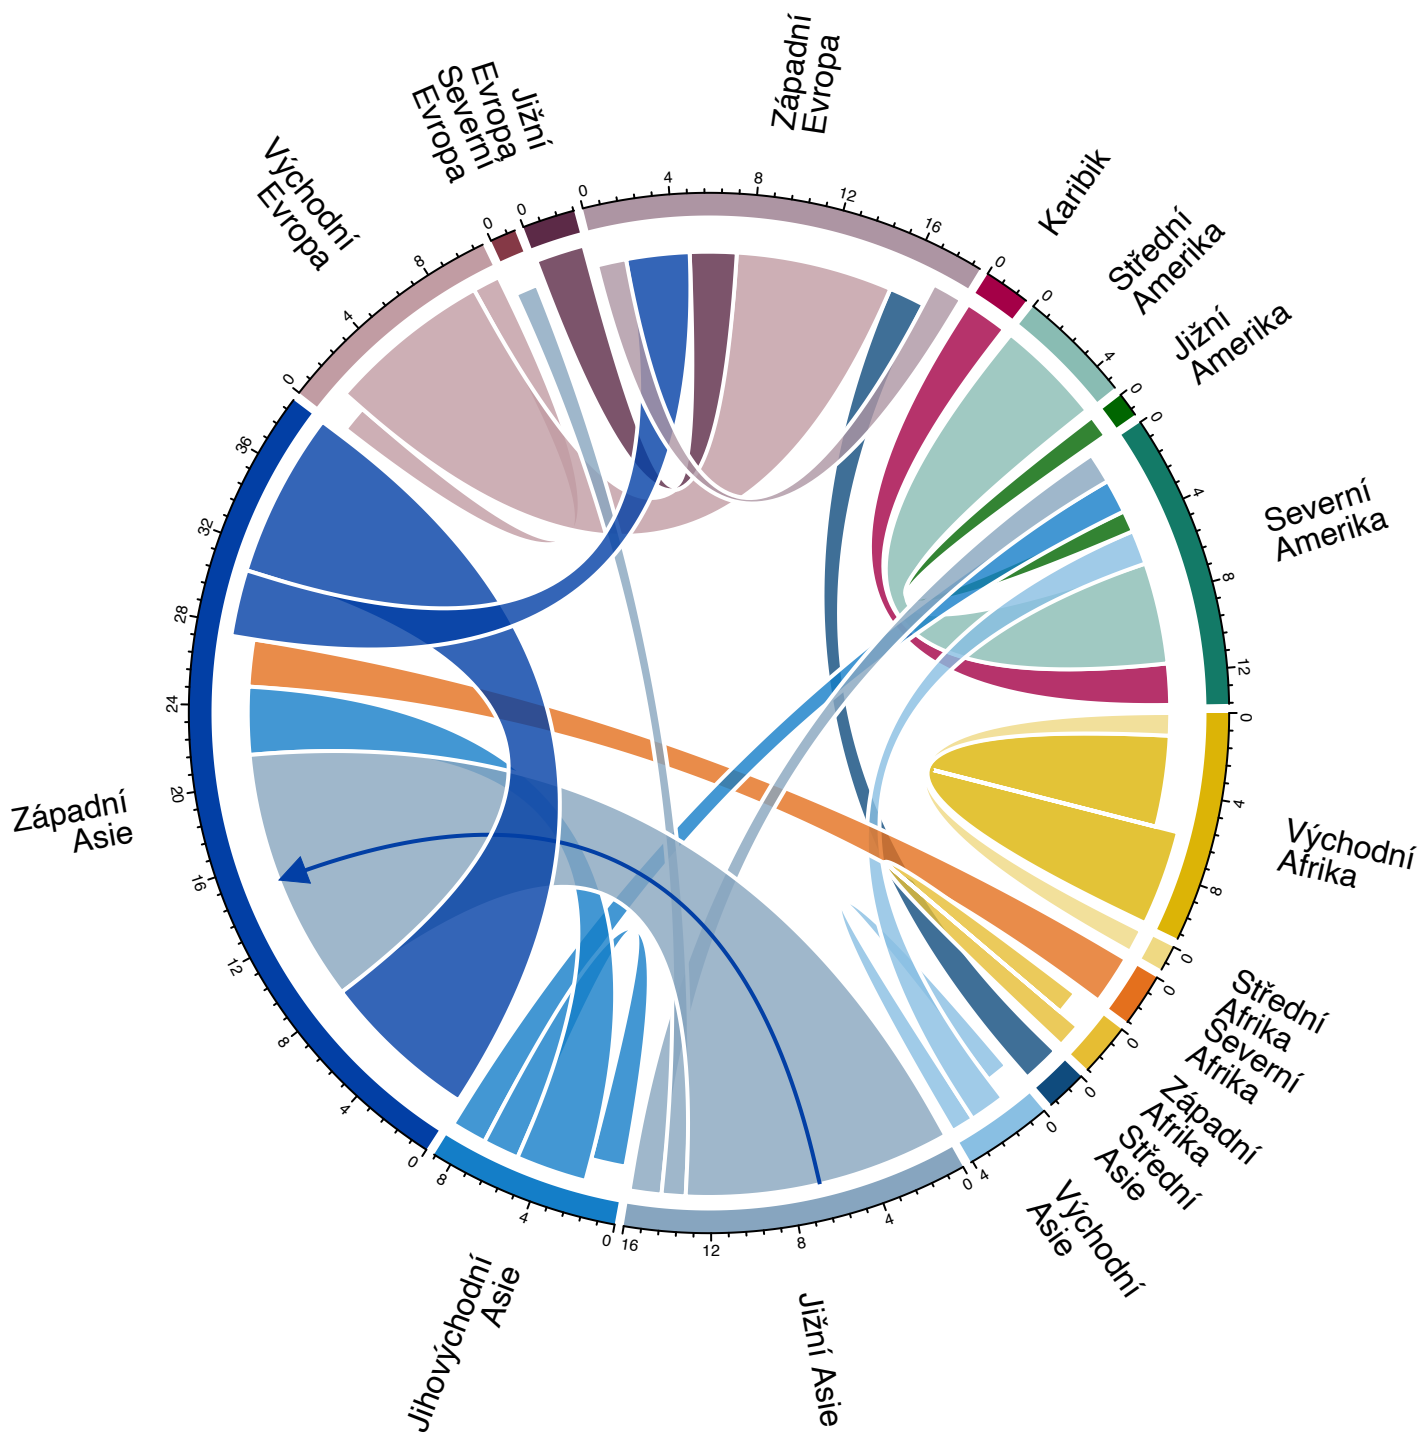 Západní
Evropa
0
4
8
12
16
Karibik
0
Střední
Amerika
0
4
Jižní
Amerika
0
Severní
Amerika
0
4
8
12
Východní
Afrika
0
4
8
Střední
Afrika
0
Severní
Afrika
0
Západní
Afrika
0
Střední
Asie
0
Východní
Asie
0
4
Jižní Asie
0
4
8
12
16
Jihovýchodní
Asie
0
4
8
Západní
Asie
0
4
8
12
16
20
24
28
32
36
Východní
Evropa
0
4
8
Severní
Evropa
0
Jižní
Evropa
0